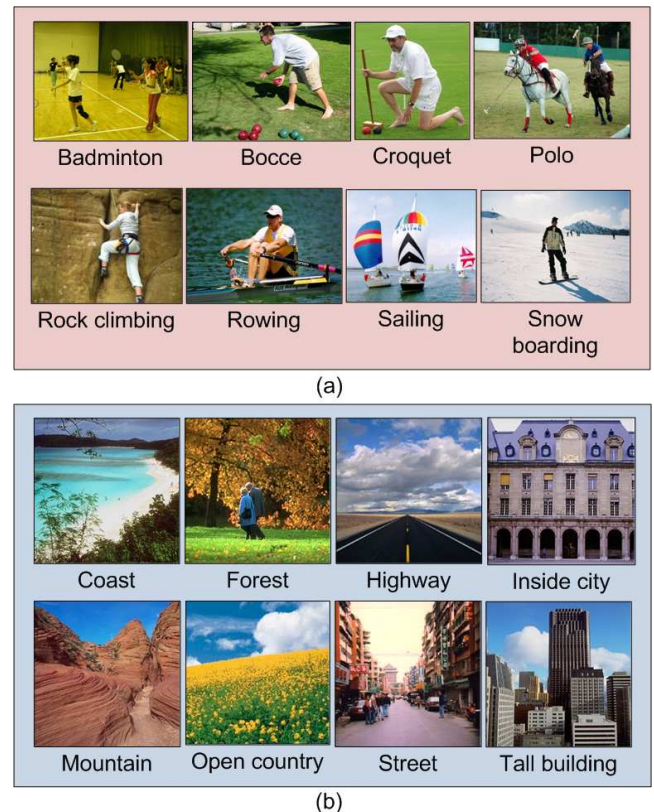 Badminton
Bocce
Croquet
Polo
Rock climbing
Rowing
Sailing
Snow
boarding
(a)
Coast
Forest
Highway
Inside city
Mountain
Open country
Street
Tall building
(b)